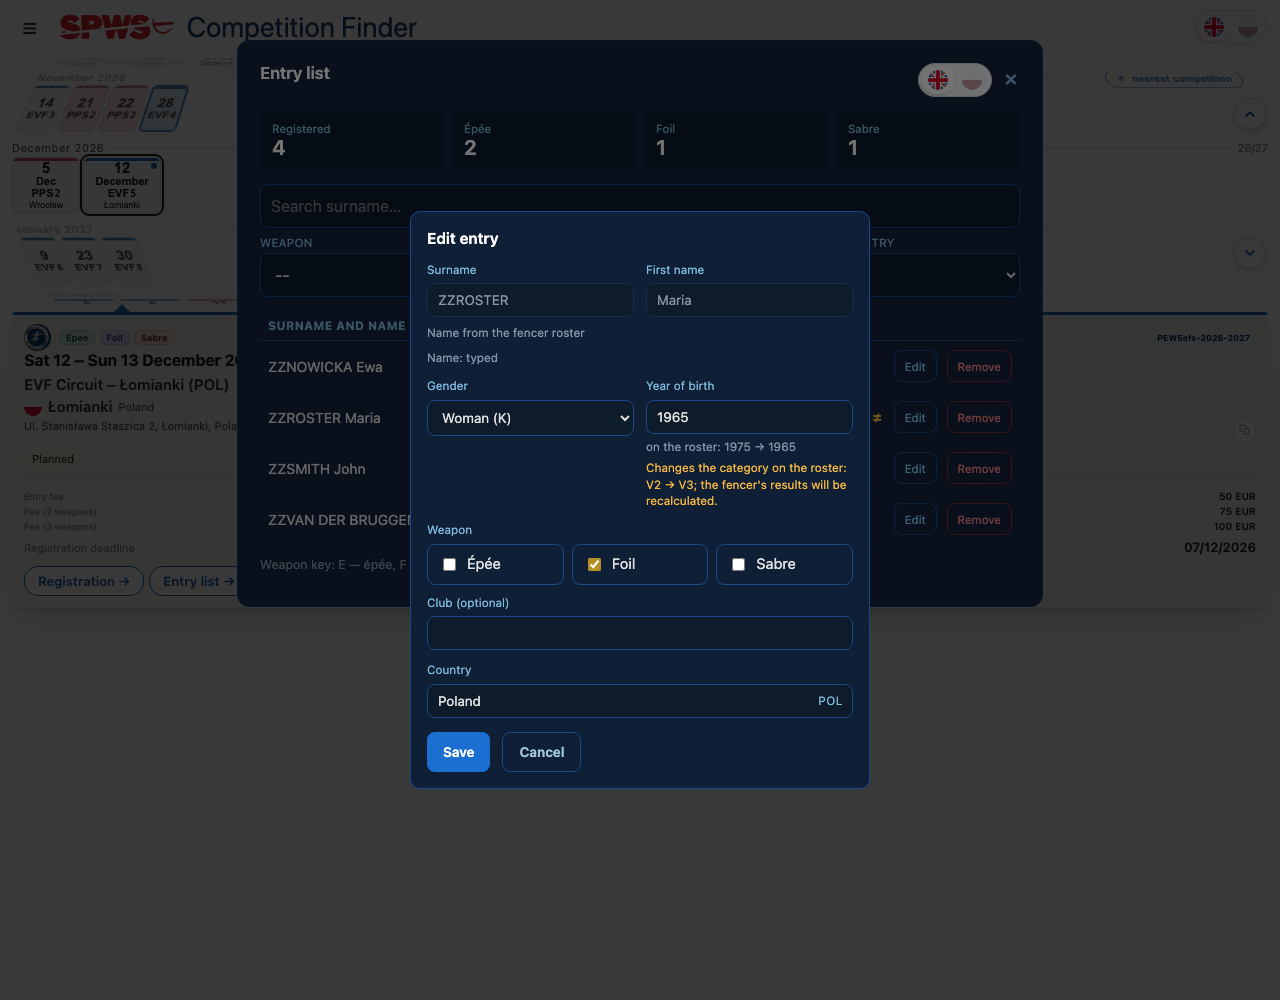 SPWS Competition Finder
November 2026
nearest competition
14 EVF3
21 PPS2
22 PPS2
28 EVF4
December 2026
26/27
5 Dec PPS2 Wrocław
12 December EVF5 Łomianki
January 2027
9 EVF6
23 EVF7
30 EVF8
Epee Foil Sabre
PEWSefs-2026-2027
Sat 12 – Sun 13 December 20
EVF Circuit – Łomianki (POL)
Łomianki Poland
Ul. Stanisława Staszica 2, Łomianki, Pola
Planned
Entry fee 50 EUR
Fee (2 weapons) 75 EUR
Fee (3 weapons) 100 EUR
Registration deadline 07/12/2026
Registration →
Entry list →
Entry list
×
Registered 4
Épée 2
Foil 1
Sabre 1
Search surname...
WEAPON
--
TRY
SURNAME AND NAME
ZZNOWICKA Ewa Edit Remove
ZZROSTER Maria ≠ Edit Remove
ZZSMITH John Edit Remove
ZZVAN DER BRUGGEN Edit Remove
Weapon key: E — épée, F
Edit entry
Surname First name
ZZROSTER Maria
Name from the fencer roster
Name: typed
Gender Year of birth
Woman (K) 1965
on the roster: 1975 → 1965
Changes the category on the roster:
V2 → V3; the fencer's results will be
recalculated.
Weapon
Épée Foil Sabre
Club (optional)
Country
Poland POL
Save Cancel